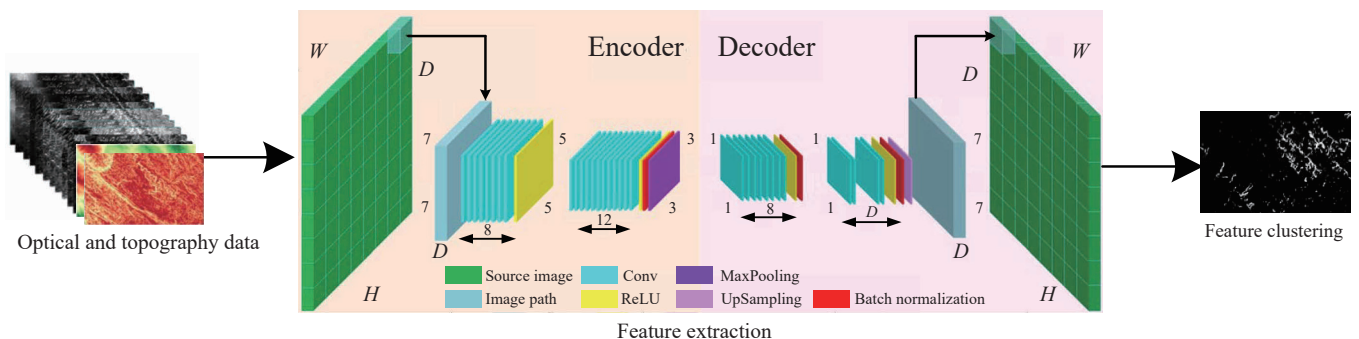 Optical and topography data
W
D
H
Encoder
7
7
D
8
5
5
12
3
3
Decoder
1
1
8
1
1
D
7
7
D
W
D
H
Source image
Conv
MaxPooling
Image path
ReLU
UpSampling
Batch normalization
Feature extraction
Feature clustering